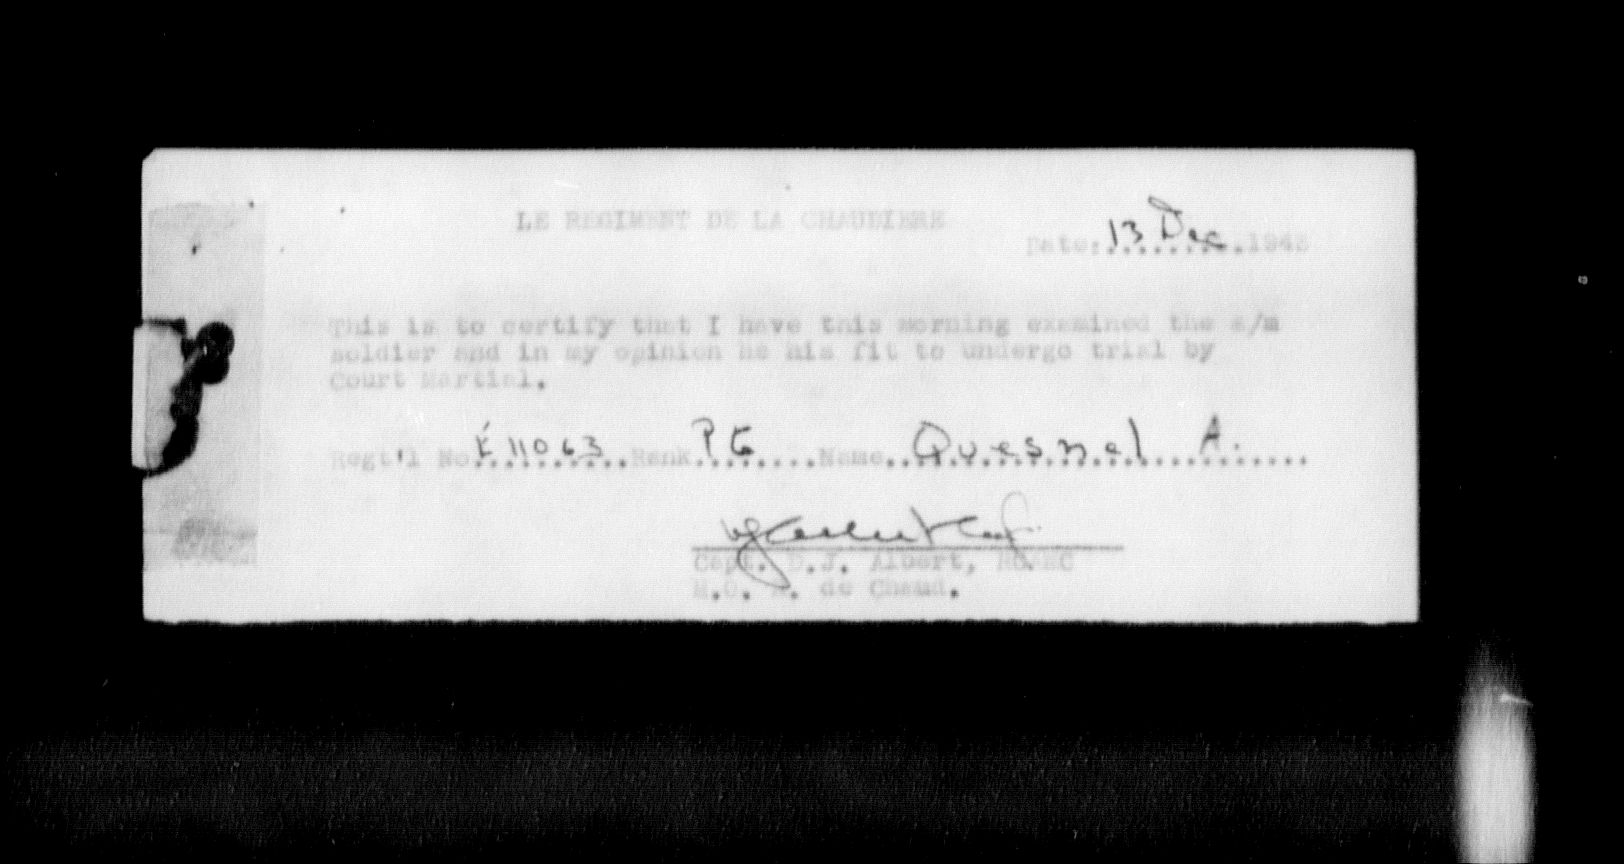 LE REGIMENT DE LA CHAUDIERE
Date:13 Dec.1945
This is to certify that I have this morning examined the a/m
soldier and in my opinion he his fit to undergo trial by
Court Martial.
Regt'l No. E 11063 Rank. Pte Name. Quesnel A.
Capt. D.J. Albert, RCAMC
M.O. R. de Chaud.